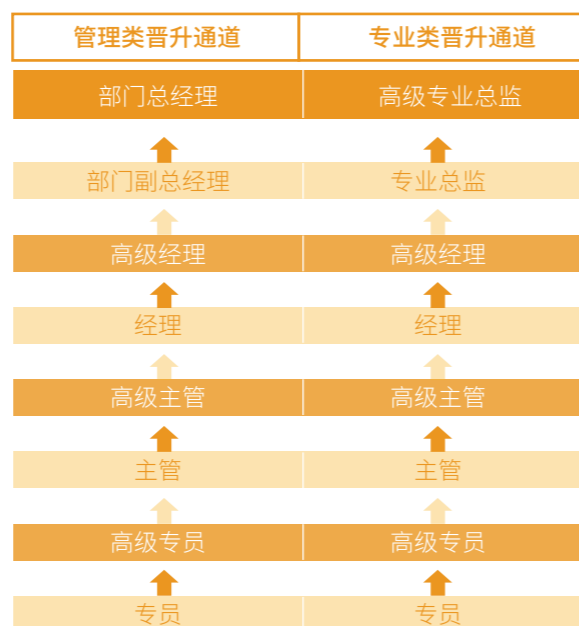 管理类晋升通道 专业类晋升通道
部门总经理 高级专业总监
部门副总经理 专业总监
高级经理 高级经理
经理 经理
高级主管 高级主管
主管 主管
高级专员 高级专员
专员 专员